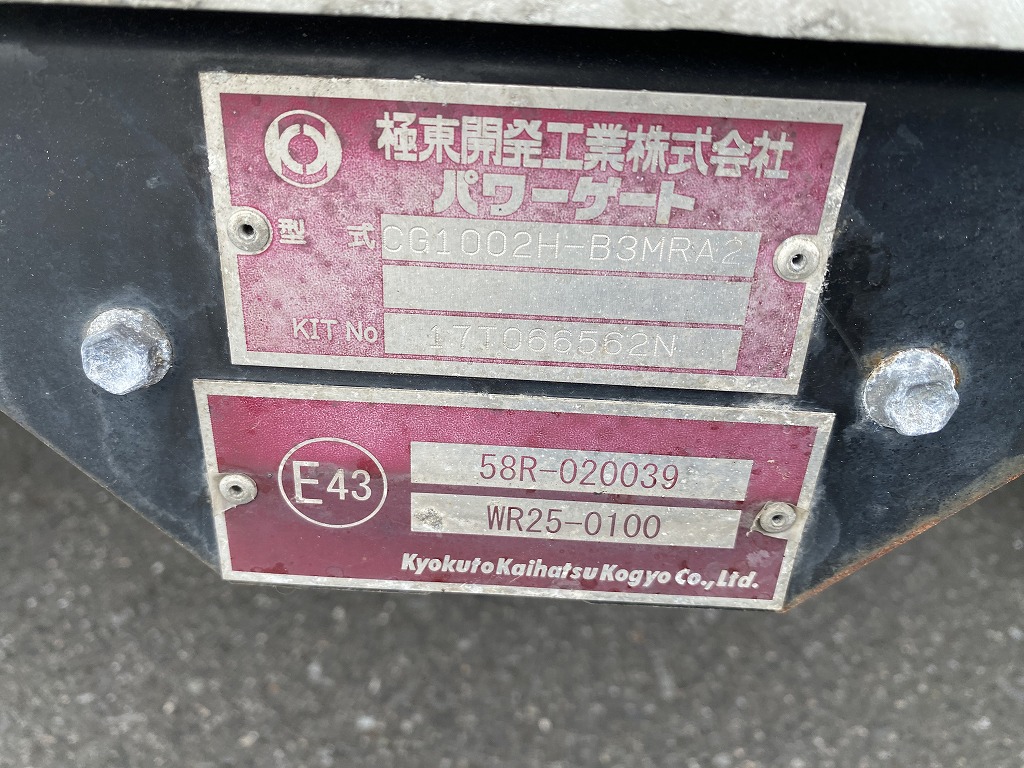 極東開発工業株式会社
パワーゲート
型 式 CG1002H-B3MRA2
KIT No 17T066562N
E43
58R-020039
WR25-0100
Kyokuto Kaihatsu Kogyo Co., Ltd.